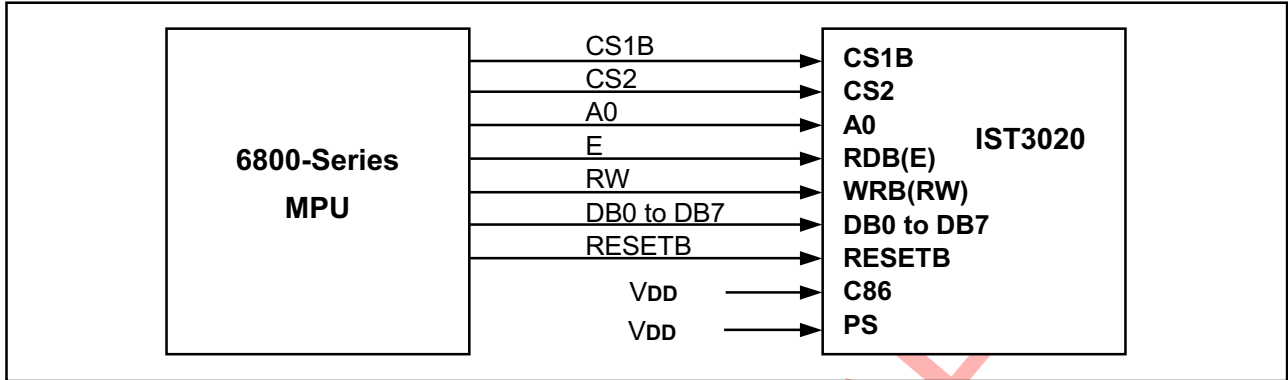 CS1B
CS2
A0
E
RW
DB0 to DB7
RESETB
VDD
VDD
6800-Series
MPU
CS1B
CS2
A0
RDB(E)
WRB(RW)
DB0 to DB7
RESETB
C86
PS
IST3020